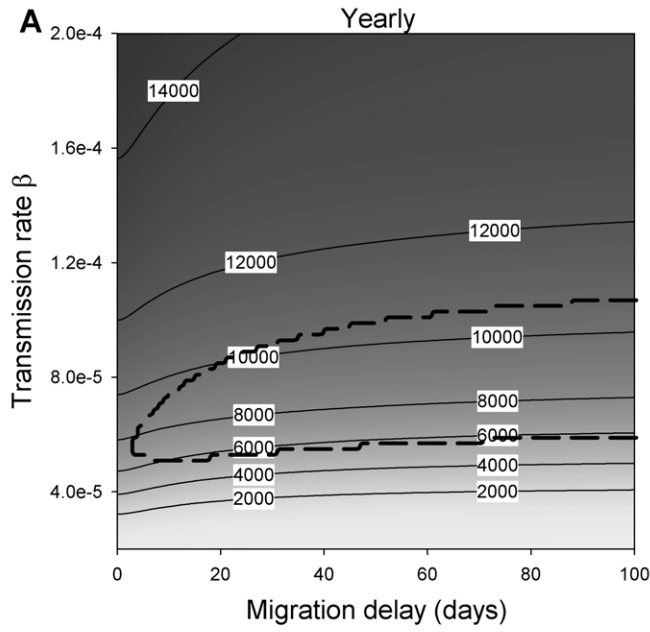 A
Yearly
2.0e-4
14000
1.6e-4
12000
12000
1.2e-4
10000
10000
8.0e-5
8000
8000
6000
6000
4000
4000
4.0e-5
2000
2000
0
20
40
60
80
100
Transmission rate β
Migration delay (days)